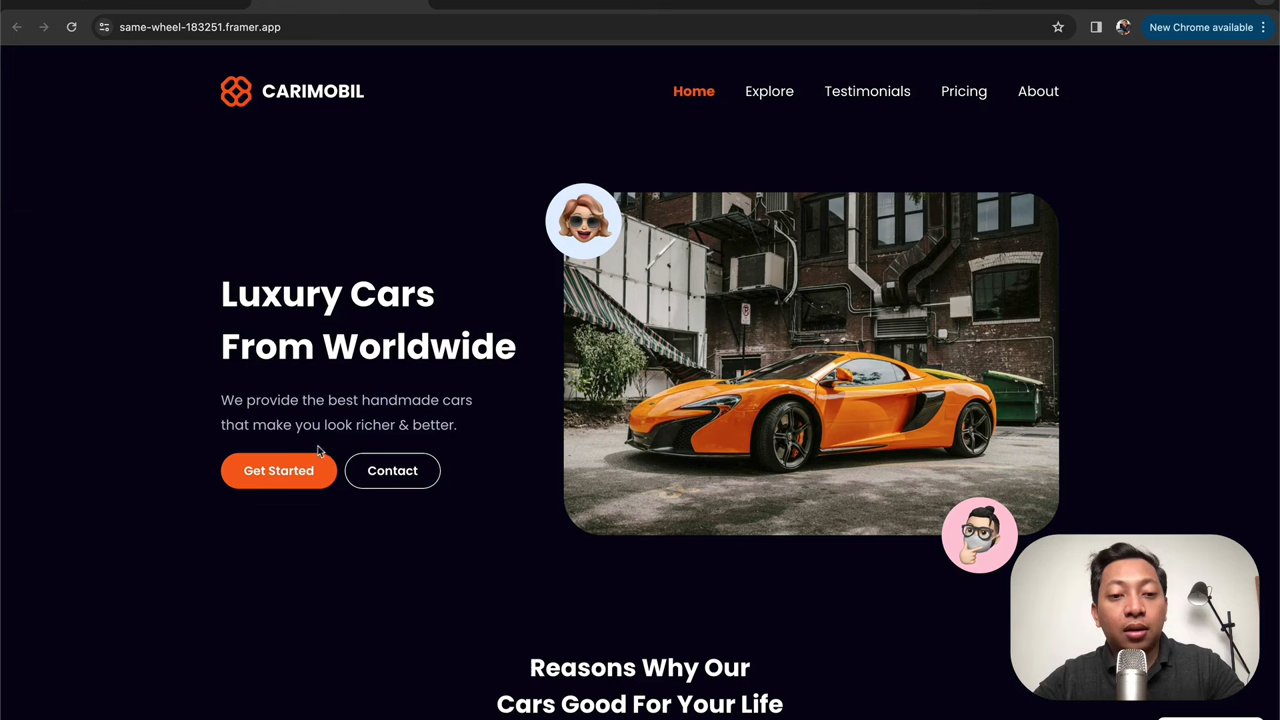 same-wheel-183251.framer.app
New Chrome available
CARIMOBIL
Home
Explore
Testimonials
Pricing
About
Luxury Cars
From Worldwide
We provide the best handmade cars
that make you look richer & better.
Get Started
Contact
Reasons Why Our
Cars Good For Your Life